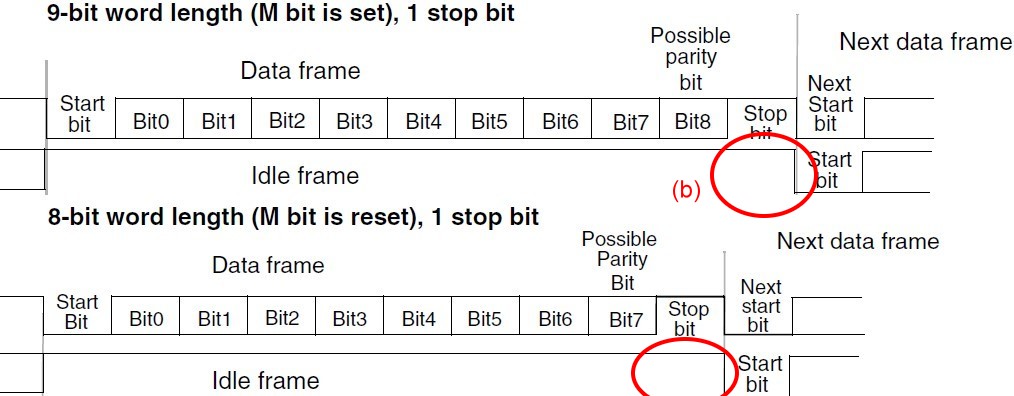 9-bit word length (M bit is set), 1 stop bit
Possible
parity
bit
Next data frame
Data frame
Next
Start
bit
Start
bit
Bit0 Bit1 Bit2 Bit3 Bit4 Bit5 Bit6 Bit7 Bit8
Stop
bit
Start
bit
Idle frame
(b)
8-bit word length (M bit is reset), 1 stop bit
Possible
Parity
Bit
Next data frame
Data frame
Next
start
bit
Start
Bit
Bit0 Bit1 Bit2 Bit3 Bit4 Bit5 Bit6 Bit7
Stop
bit
Start
bit
Idle frame